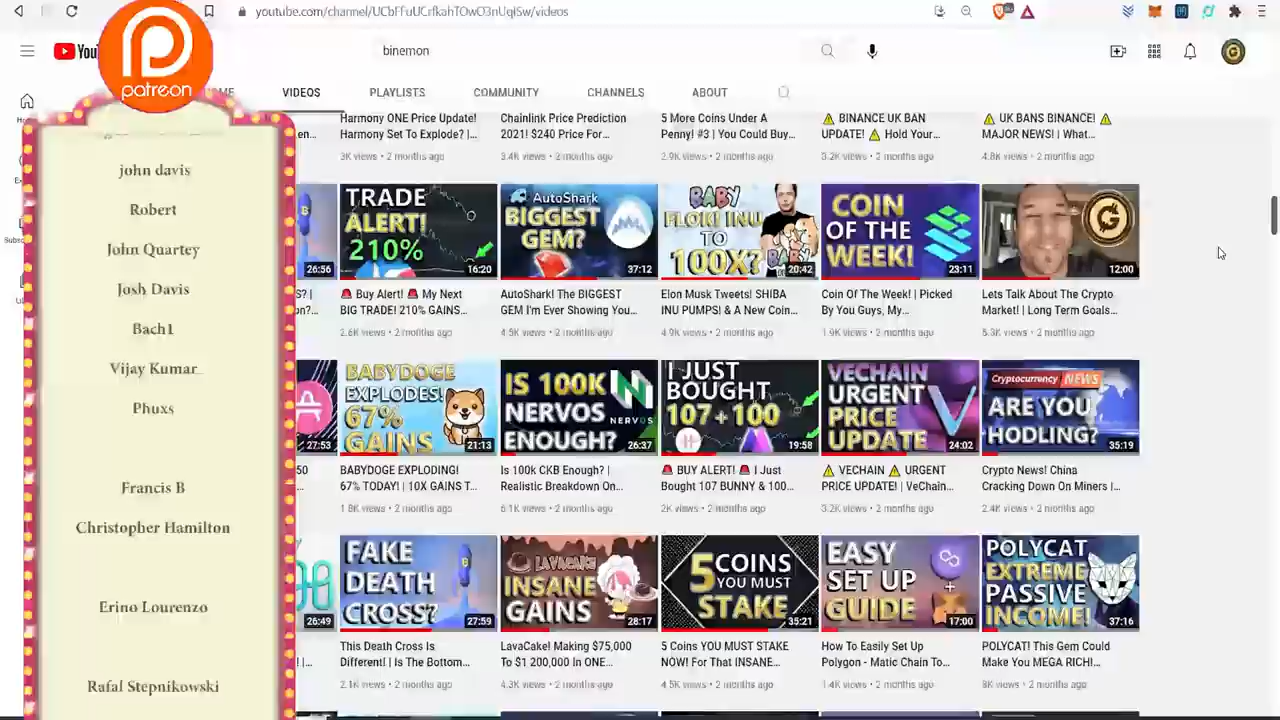 youtube.com/channel/UCbFfuUCrfkahTOwO3nUqiSw/videos
binemon
patreon
VIDEOS
PLAYLISTS
COMMUNITY
CHANNELS
ABOUT
john davis
Robert
John Quartey
Josh Davis
Bach1
Vijay Kumar
Phuxs
Francis B
Christopher Hamilton
Erino Lourenzo
Rafal Stepnikowski
Harmony ONE Price Update!
Harmony Set To Explode? |...
3K views • 2 months ago
Chainlink Price Prediction
2021! $240 Price For...
3.4K views • 2 months ago
5 More Coins Under A
Penny! #3 | You Could Buy...
2.9K views • 2 months ago
⚠ BINANCE UK BAN
UPDATE! ⚠ Hold Your...
3.2K views • 2 months ago
⚠ UK BANS BINANCE! ⚠
MAJOR NEWS! | What...
4.8K views • 2 months ago
26:56
TRADE
ALERT!
210%
16:20
🚨 Buy Alert! 🚨 My Next
BIG TRADE! 210% GAINS...
2.6K views • 2 months ago
AutoShark
BIGGEST
GEM?
37:12
AutoShark! The BIGGEST
GEM I'm Ever Showing You...
4.5K views • 2 months ago
BABY
FLOKI INU
TO
100X?
20:42
Elon Musk Tweets! SHIBA
INU PUMPS! & A New Coin...
4.9K views • 2 months ago
COIN
OF THE
WEEK!
23:11
Coin Of The Week! | Picked
By You Guys, My...
1.9K views • 2 months ago
12:00
Lets Talk About The Crypto
Market! | Long Term Goals...
5.3K views • 2 months ago
27:53
BABYDOGE
EXPLODES!
67%
GAINS
21:13
BABYDOGE EXPLODING!
67% TODAY! | 10X GAINS T...
1.8K views • 2 months ago
IS 100K
NERVOS
ENOUGH?
NERVOS
26:37
Is 100k CKB Enough? |
Realistic Breakdown On...
6.1K views • 2 months ago
I JUST
BOUGHT
107+100
19:58
🚨 BUY ALERT! 🚨 I Just
Bought 107 BUNNY & 100...
2K views • 2 months ago
VECHAIN
URGENT
PRICE
UPDATE
24:02
⚠ VECHAIN ⚠ URGENT
PRICE UPDATE! | VeChain...
3.2K views • 2 months ago
Cryptocurrency NEWS
ARE YOU
HODLING?
35:19
Crypto News! China
Cracking Down On Miners |...
2.4K views • 2 months ago
26:49
FAKE
DEATH
CROSS?
27:59
This Death Cross Is
Different! | Is The Bottom...
2.1K views • 2 months ago
LAVACAKE
INSANE
GAINS
28:17
LavaCake! Making $75,000
To $1 200,000 In ONE...
4.3K views • 2 months ago
5 COINS
YOU MUST
STAKE
35:21
5 Coins YOU MUST STAKE
NOW! For That INSANE...
4.5K views • 2 months ago
EASY
SET UP
GUIDE
17:00
How To Easily Set Up
Polygon - Matic Chain To...
1.4K views • 2 months ago
POLYCAT
EXTREME
PASSIVE
INCOME!
37:16
POLYCAT! This Gem Could
Make You MEGA RICH!...
8K views • 2 months ago